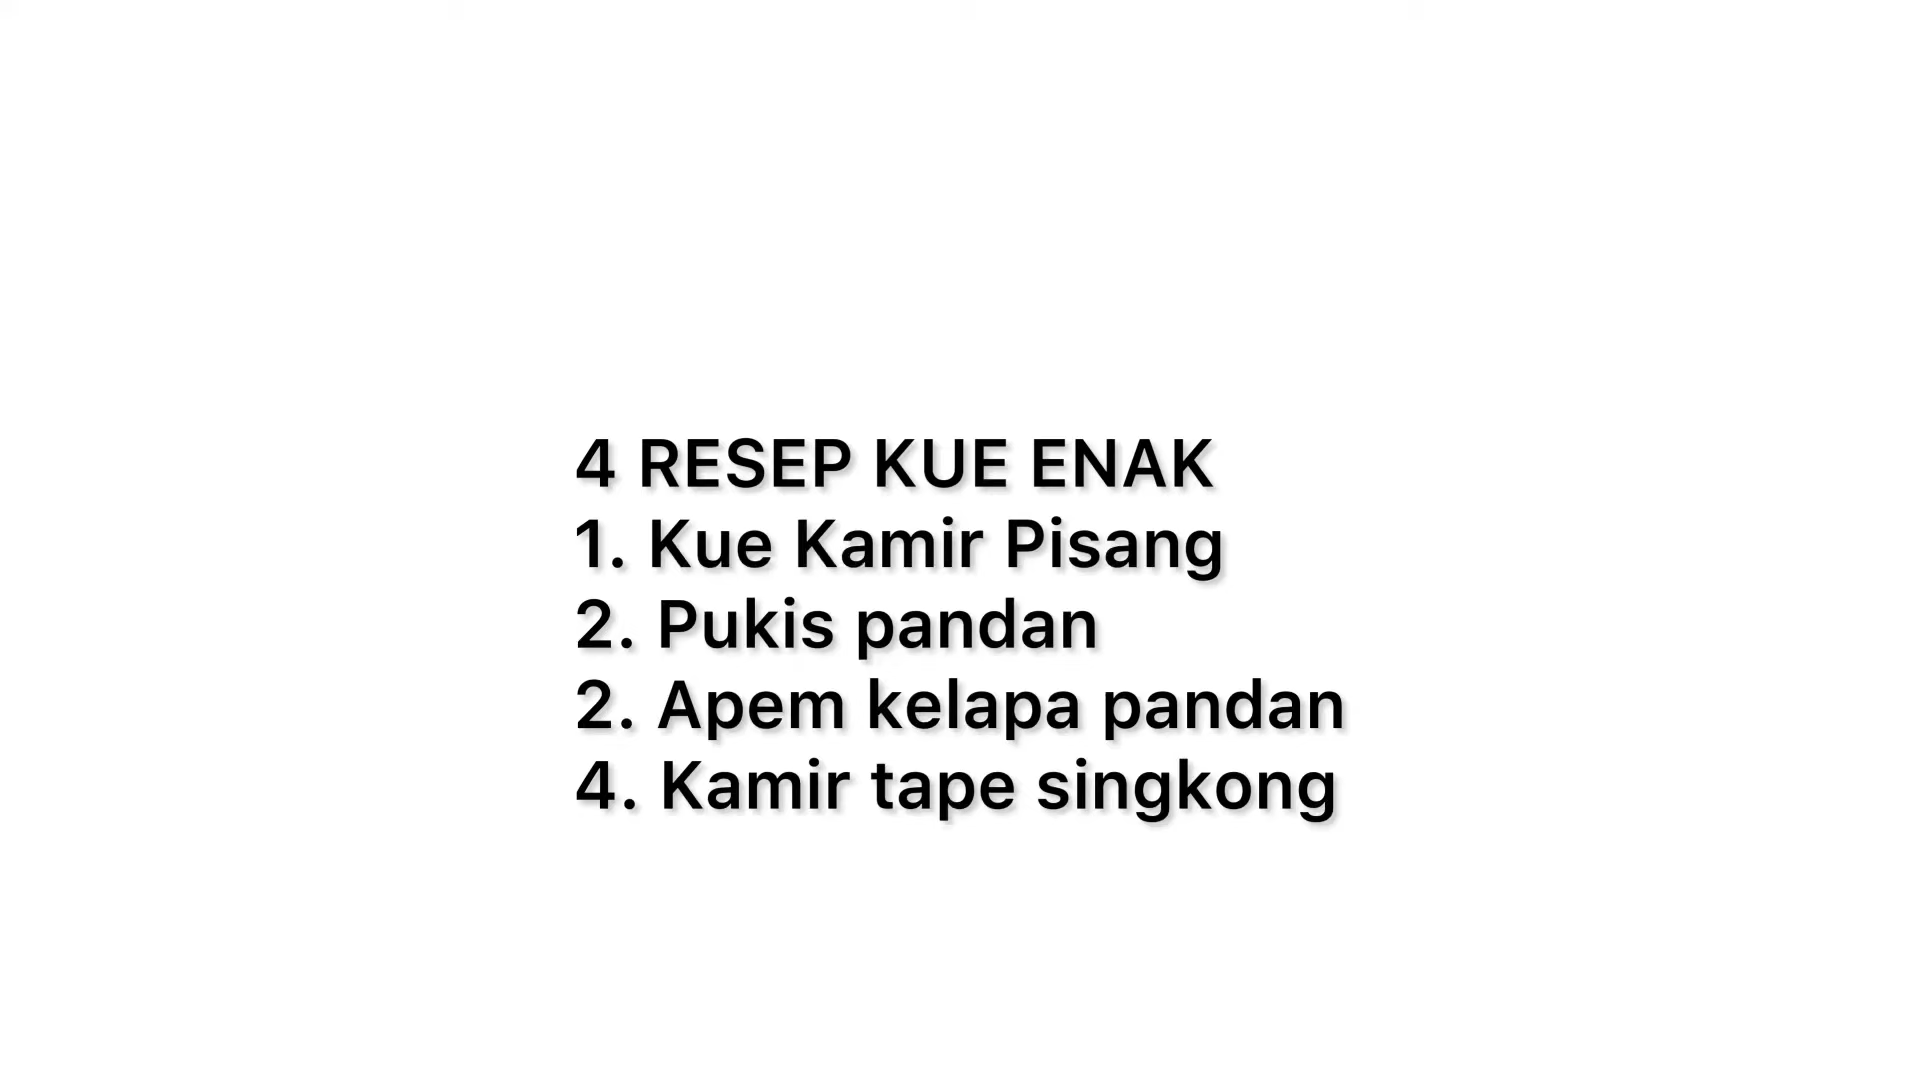 4 RESEP KUE ENAK
1. Kue Kamir Pisang
2. Pukis pandan
2. Apem kelapa pandan
4. Kamir tape singkong